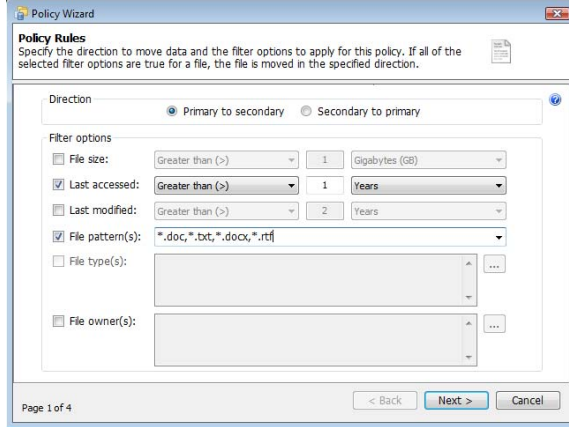 Policy Wizard
Policy Rules
Specify the direction to move data and the filter options to apply for this policy. If all of the
selected filter options are true for a file, the file is moved in the specified direction.
Direction
Primary to secondary Secondary to primary
Filter options
File size: Greater than (>) 1 Gigabytes (GB)
Last accessed: Greater than (>) 1 Years
Last modified: Greater than (>) 2 Years
File pattern(s): *.doc,*.txt,*.docx,*.rtf
File type(s): ...
File owner(s): ...
Page 1 of 4 < Back Next > Cancel